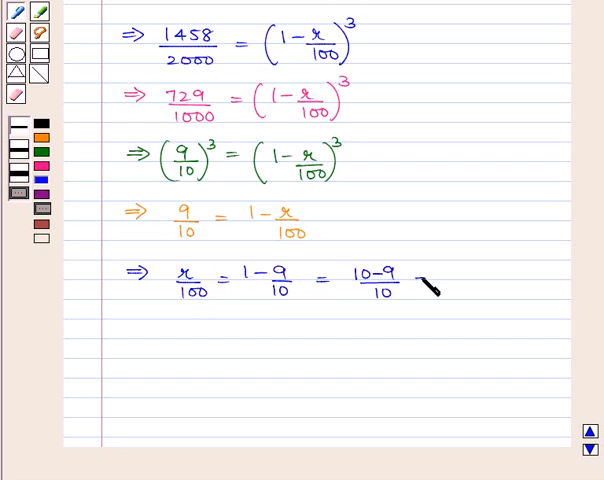 ⇒ 1458/2000 = (1 − r/100)³
⇒ 729/1000 = (1 − r/100)³
⇒ (9/10)³ = (1 − r/100)³
⇒ 9/10 = 1 − r/100
⇒ r/100 = 1 − 9/10 = 10−9/10 =